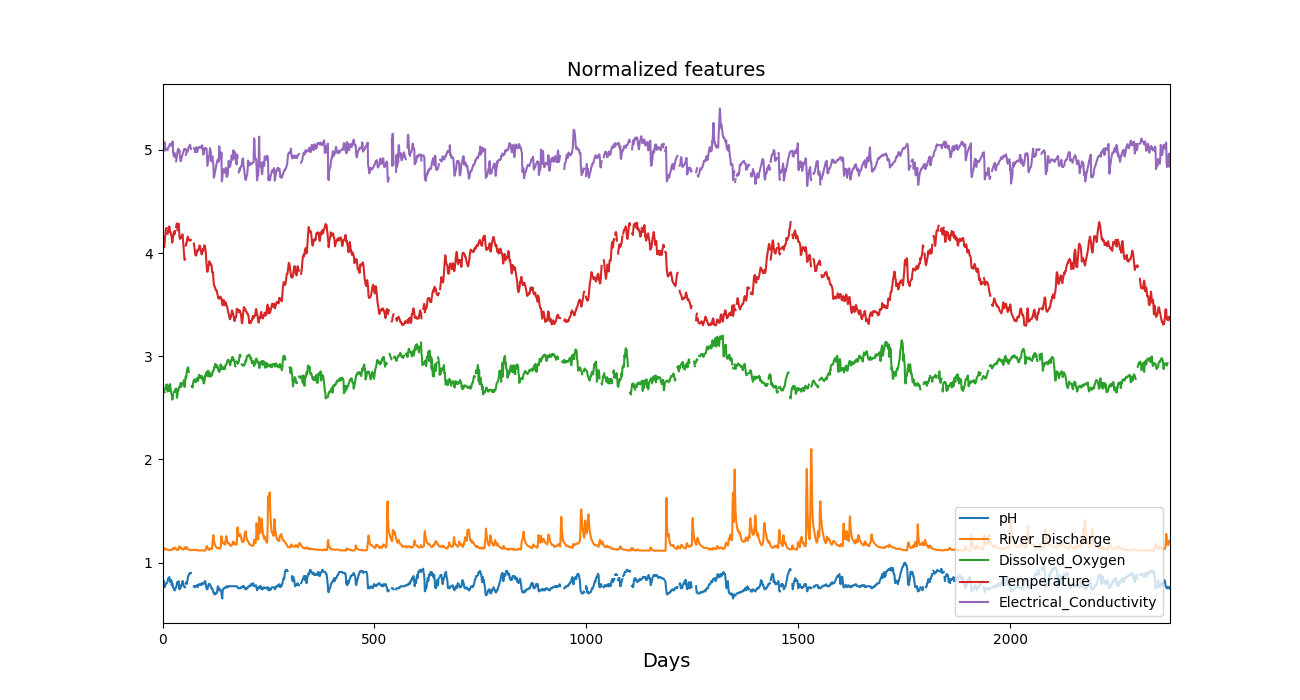 Normalized features
5
4
3
2
1
pH
River_Discharge
Dissolved_Oxygen
Temperature
Electrical_Conductivity
0 500 1000 1500 2000
Days